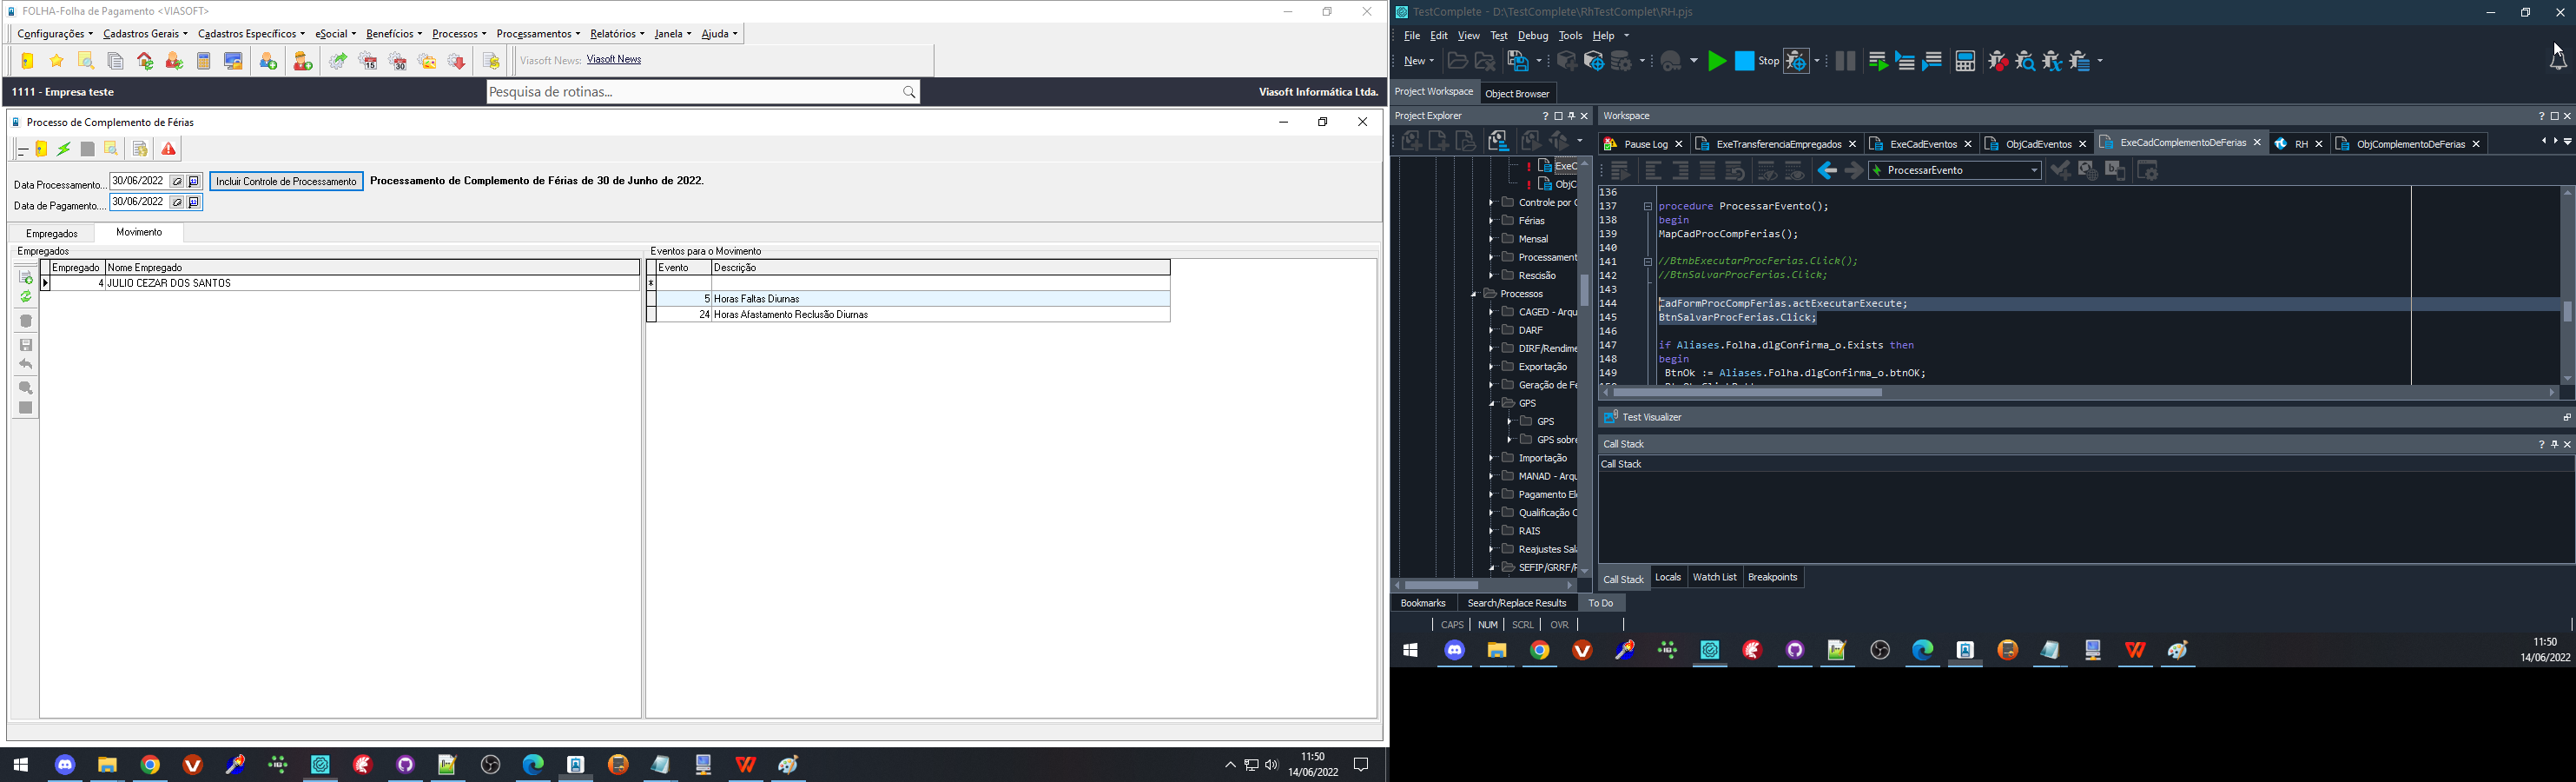 FOLHA-Folha de Pagamento <VIASOFT>
Configurações Cadastros Gerais Cadastros Específicos eSocial Benefícios Processos Processamentos Relatórios Janela Ajuda
Viasoft News: Viasoft News
1111 - Empresa teste
Pesquisa de rotinas...
Viasoft Informática Ltda.
Processo de Complemento de Férias
Data Processamento... 30/06/2022 Incluir Controle de Processamento Processamento de Complemento de Férias de 30 de Junho de 2022.
Data de Pagamento.... 30/06/2022
Empregados Movimento
Empregados
Empregado Nome Empregado
4 JULIO CEZAR DOS SANTOS
Eventos para o Movimento
Evento Descrição
5 Horas Faltas Diurnas
24 Horas Afastamento Reclusão Diurnas
11:50
14/06/2022
TestComplete - D:\TestComplete\RhTestComplet\RH.pjs
File Edit View Test Debug Tools Help
New Stop
Project Workspace Object Browser
Project Explorer
ExeC
ObjC
Controle por C
Férias
Mensal
Processament
Rescisão
Processos
CAGED - Arqu
DARF
DIRF/Rendime
Exportação
Geração de Fe
GPS
GPS
GPS sobre
Importação
MANAD - Arqu
Pagamento El
Qualificação C
RAIS
Reajustes Sal
SEFIP/GRRF/F
Workspace
Pause Log ExeTransferenciaEmpregados ExeCadEventos ObjCadEventos ExeCadComplementoDeFerias RH ObjComplementoDeFerias
ProcessarEvento
136
137 procedure ProcessarEvento();
138 begin
139 MapCadProcCompFerias();
140
141 //BtnbExecutarProcFerias.Click();
142 //BtnSalvarProcFerias.Click;
143
144 CadFormProcCompFerias.actExecutarExecute;
145 BtnSalvarProcFerias.Click;
146
147 if Aliases.Folha.dlgConfirma_o.Exists then
148 begin
149 BtnOk := Aliases.Folha.dlgConfirma_o.btnOK;
Test Visualizer
Call Stack
Call Stack
Call Stack Locals Watch List Breakpoints
Bookmarks Search/Replace Results To Do
CAPS NUM SCRL OVR
11:50
14/06/2022